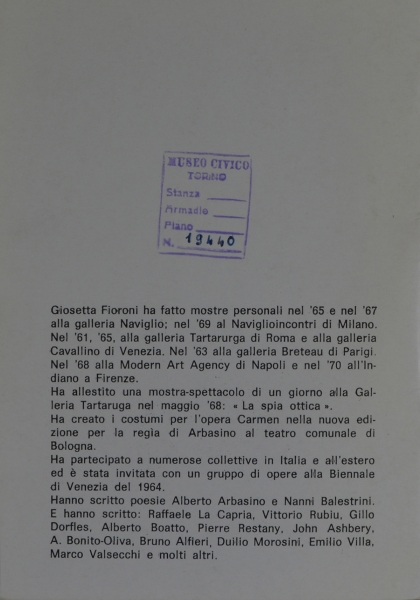 MUSEO CIVICO
TORINO
Stanza
Armadio
Piano
N. 19440
Giosetta Fioroni ha fatto mostre personali nel '65 e nel '67
alla galleria Naviglio; nel '69 al Naviglioincontri di Milano.
Nel '61, '65, alla galleria Tartarurga di Roma e alla galleria
Cavallino di Venezia. Nel '63 alla galleria Breteau di Parigi.
Nel '68 alla Modern Art Agency di Napoli e nel '70 all'In-
diano a Firenze.
Ha allestito una mostra-spettacolo di un giorno alla Gal-
leria Tartaruga nel maggio '68: « La spia ottica ».
Ha creato i costumi per l'opera Carmen nella nuova edi-
zione per la regia di Arbasino al teatro comunale di
Bologna.
Ha partecipato a numerose collettive in Italia e all'estero
ed è stata invitata con un gruppo di opere alla Biennale
di Venezia del 1964.
Hanno scritto poesie Alberto Arbasino e Nanni Balestrini.
E hanno scritto: Raffaele La Capria, Vittorio Rubiu, Gillo
Dorfles, Alberto Boatto, Pierre Restany, John Ashbery,
A. Bonito-Oliva, Bruno Alfieri, Duilio Morosini, Emilio Villa,
Marco Valsecchi e molti altri.